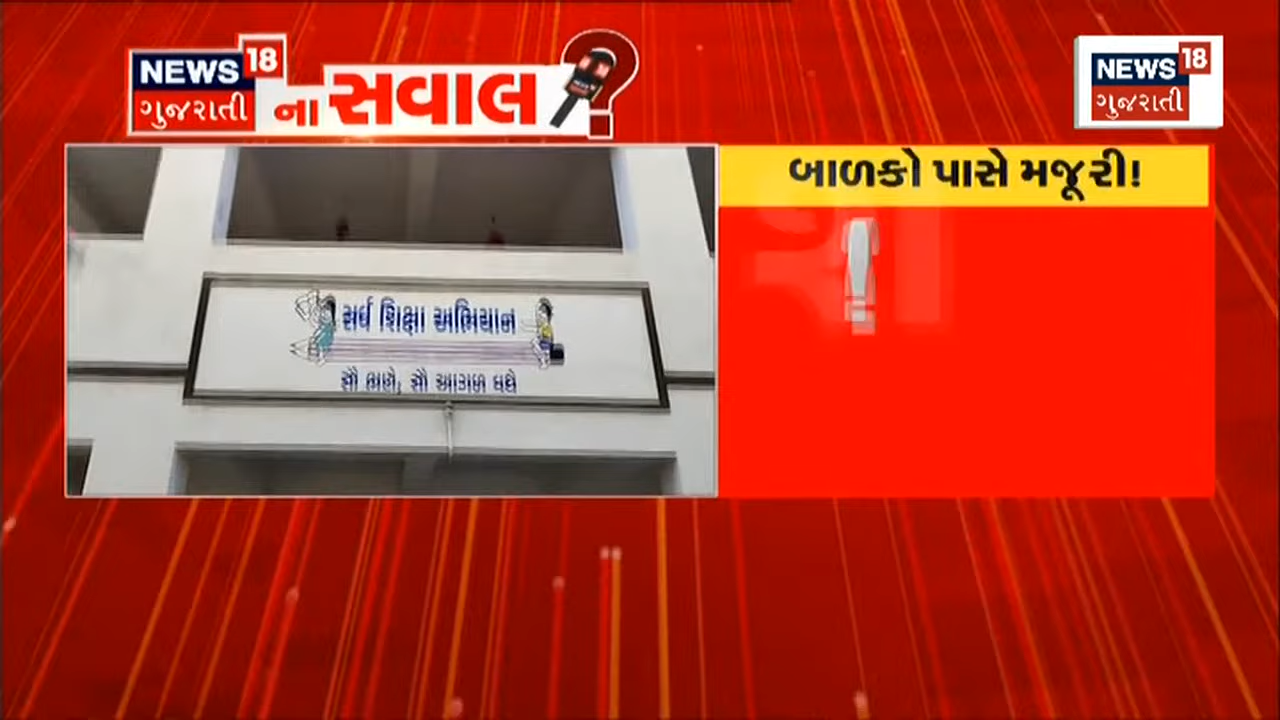 NEWS 18
ગુજરાતી ના સવાલ ?
NEWS 18
ગુજરાતી
બાળકો પાસે મજૂરી!
સર્વ શિક્ષા અભિયાન
સૌ ભણે, સૌ આગળ વધે